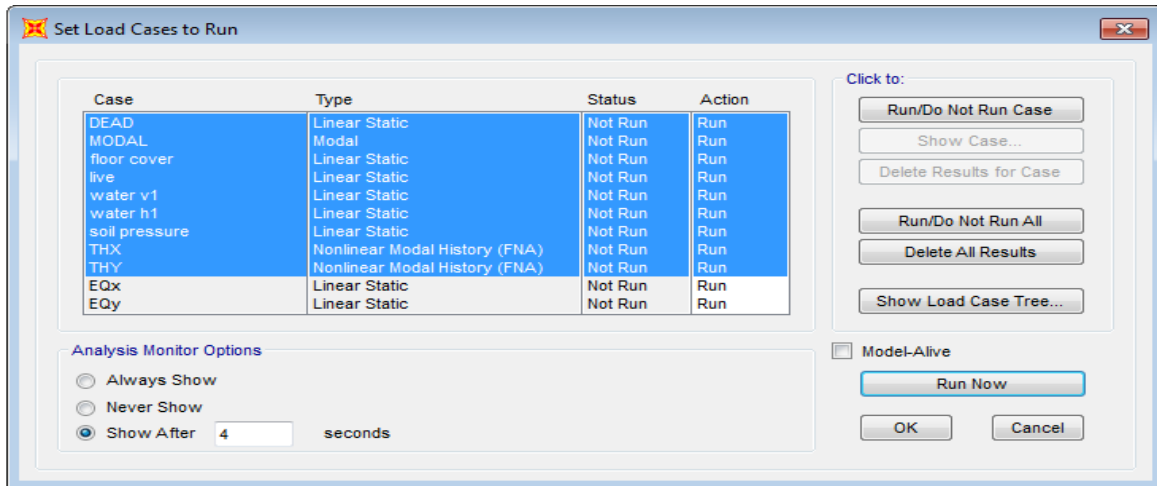 Set Load Cases to Run
Click to:
Case Type Status Action
DEAD Linear Static Not Run Run
MODAL Modal Not Run Run
floor cover Linear Static Not Run Run
live Linear Static Not Run Run
water v1 Linear Static Not Run Run
water h1 Linear Static Not Run Run
soil pressure Linear Static Not Run Run
THX Nonlinear Modal History (FNA) Not Run Run
THY Nonlinear Modal History (FNA) Not Run Run
EQx Linear Static Not Run Run
EQy Linear Static Not Run Run
Run/Do Not Run Case
Show Case...
Delete Results for Case
Run/Do Not Run All
Delete All Results
Show Load Case Tree...
Analysis Monitor Options
Always Show
Never Show
Show After 4 seconds
Model-Alive
Run Now
OK Cancel